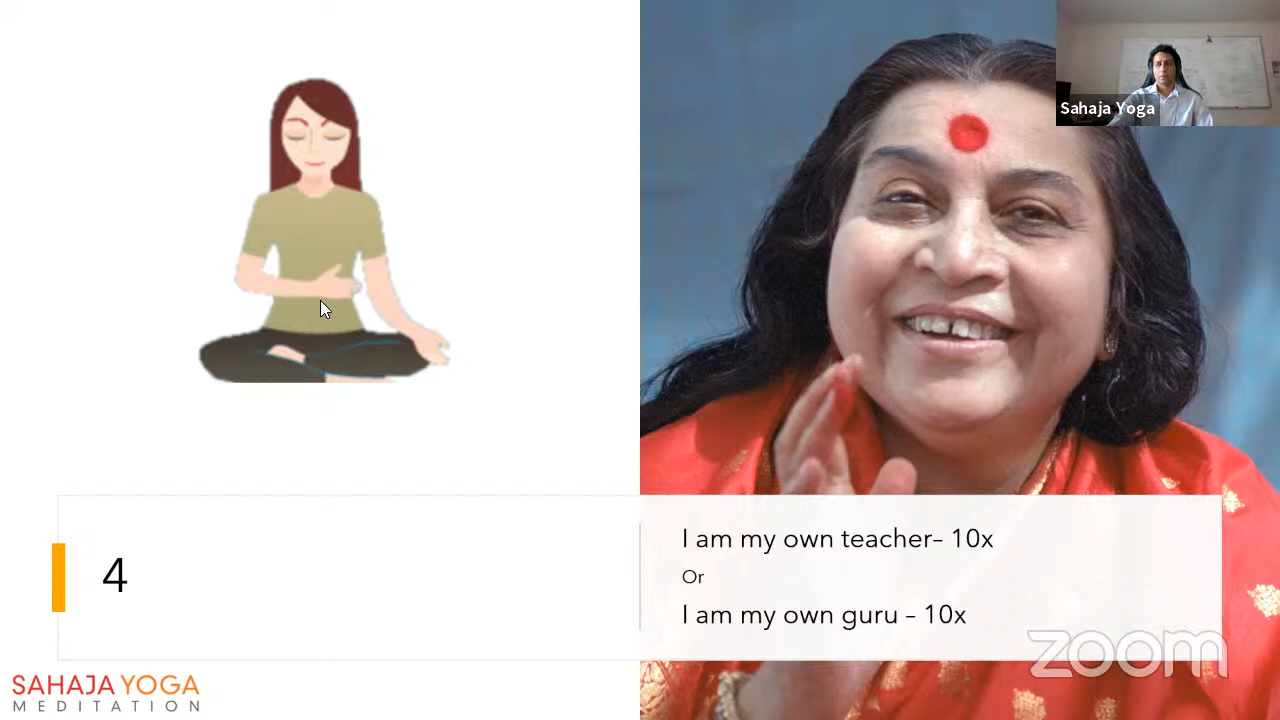 Sahaja Yoga
4
I am my own teacher– 10x
Or
I am my own guru – 10x
zoom
SAHAJA YOGA
MEDITATION